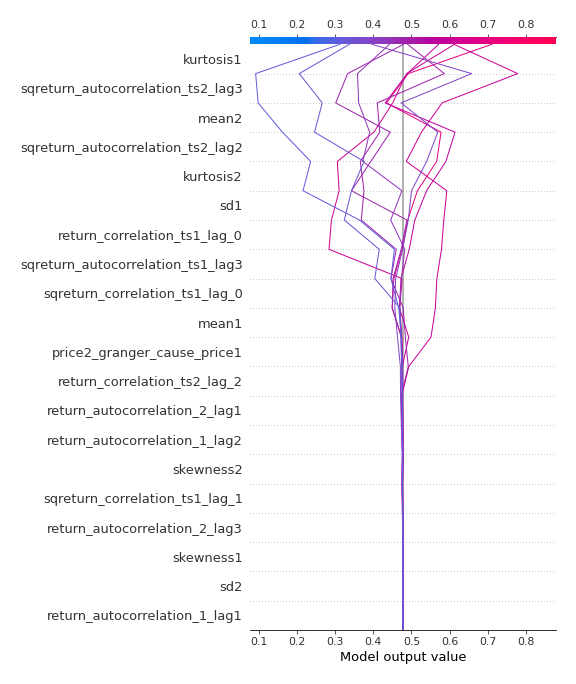 0.1 0.2 0.3 0.4 0.5 0.6 0.7 0.8
kurtosis1
sqreturn_autocorrelation_ts2_lag3
mean2
sqreturn_autocorrelation_ts2_lag2
kurtosis2
sd1
return_correlation_ts1_lag_0
sqreturn_autocorrelation_ts1_lag3
sqreturn_correlation_ts1_lag_0
mean1
price2_granger_cause_price1
return_correlation_ts2_lag_2
return_autocorrelation_2_lag1
return_autocorrelation_1_lag2
skewness2
sqreturn_correlation_ts1_lag_1
return_autocorrelation_2_lag3
skewness1
sd2
return_autocorrelation_1_lag1
0.1 0.2 0.3 0.4 0.5 0.6 0.7 0.8
Model output value